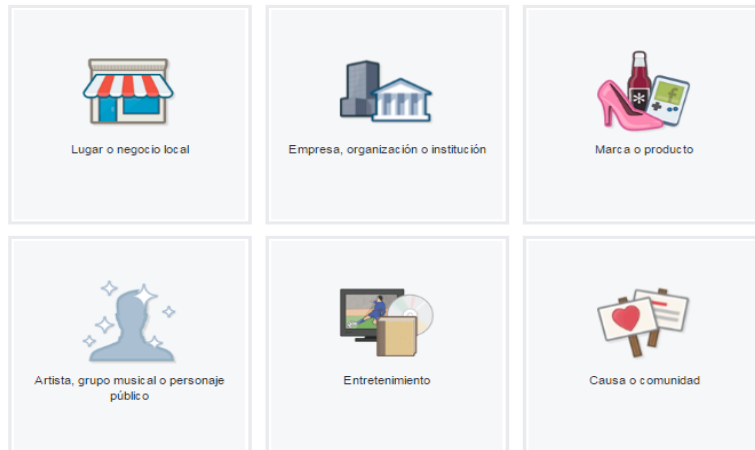 Lugar o negocio local
Empresa, organización o institución
Marca o producto
Artista, grupo musical o personaje
público
Entretenimiento
Causa o comunidad